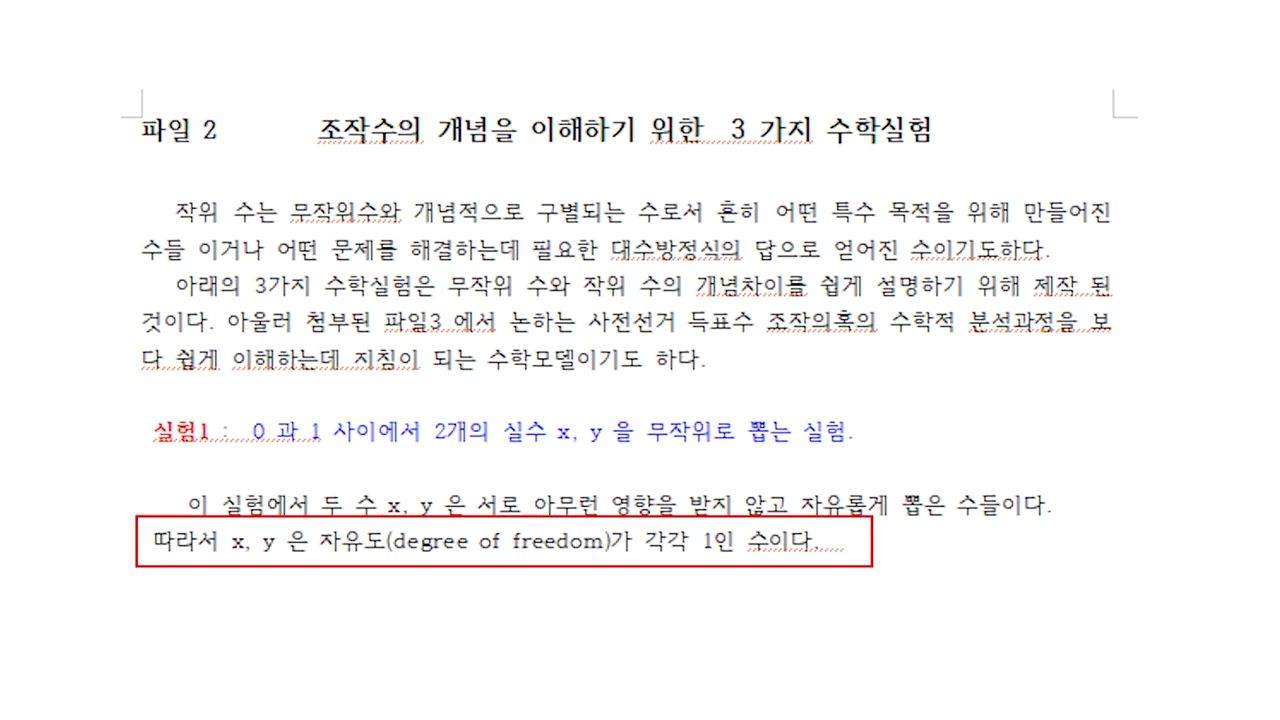 파일 2 조작수의 개념을 이해하기 위한 3 가지 수학실험
작위 수는 무작위수와 개념적으로 구별되는 수로서 흔히 어떤 특수 목적을 위해 만들어진
수들 이거나 어떤 문제를 해결하는데 필요한 대수방정식의 답으로 얻어진 수이기도하다.
아래의 3가지 수학실험은 무작위 수와 작위 수의 개념차이를 쉽게 설명하기 위해 제작 된
것이다. 아울러 첨부된 파일3 에서 논하는 사전선거 득표수 조작의혹의 수학적 분석과정을 보
다 쉽게 이해하는데 지침이 되는 수학모델이기도 하다.
실험1 : 0 과 1 사이에서 2개의 실수 x, y 을 무작위로 뽑는 실험.
이 실험에서 두 수 x, y 은 서로 아무런 영향을 받지 않고 자유롭게 뽑은 수들이다.
따라서 x, y 은 자유도(degree of freedom)가 각각 1인 수이다.